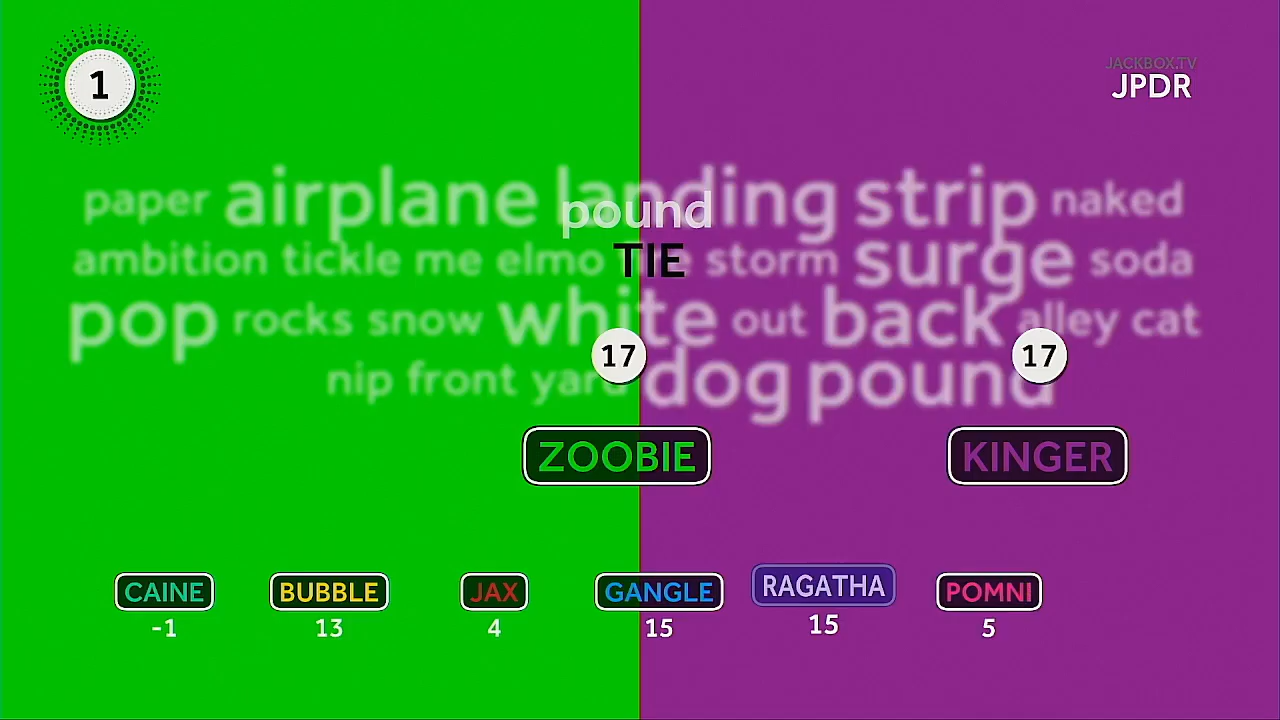 1
JACKBOX.TV
JPDR
paper airplane landing strip naked
pound
ambition tickle me elmo the storm surge soda
TIE
pop rocks snow white out back alley cat
17
17
nip front yard dog pound
ZOOBIE
KINGER
CAINE BUBBLE JAX GANGLE RAGATHA POMNI
-1 13 4 15 15 5